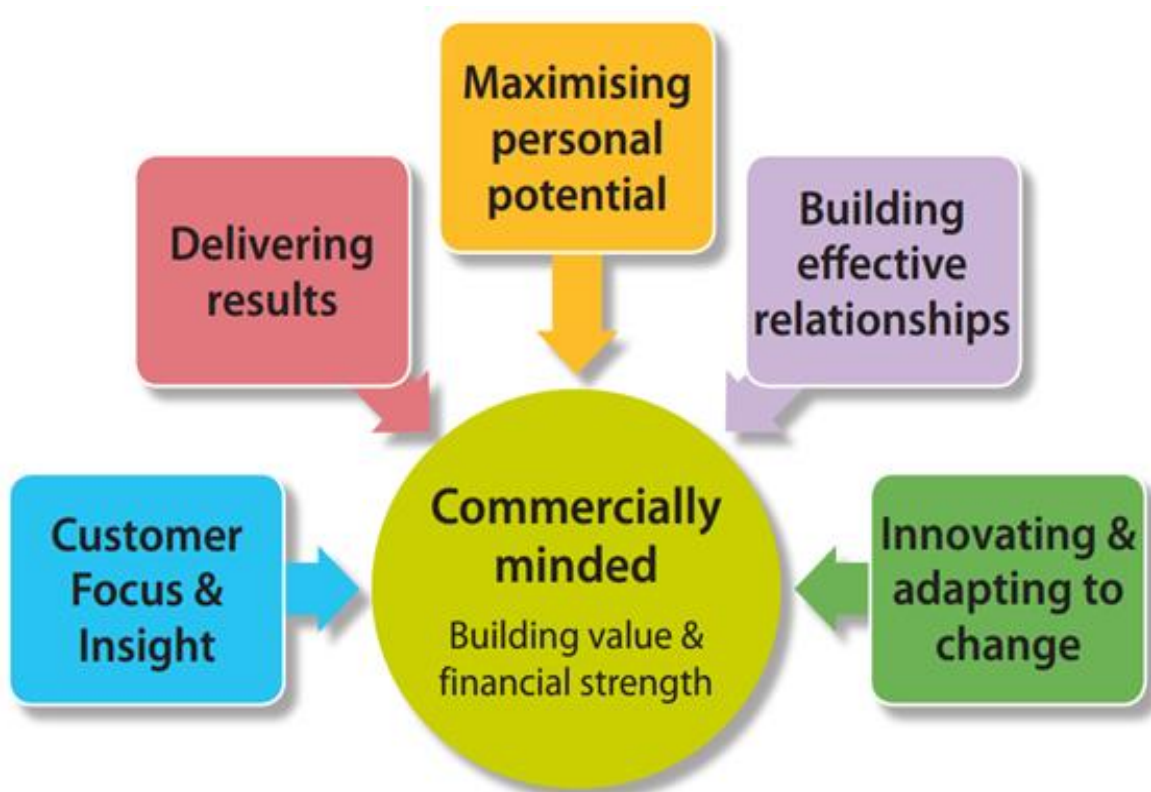 Maximising
personal
potential
Delivering
results
Building
effective
relationships
Customer
Focus &
Insight
Commercially
minded
Building value &
financial strength
Innovating &
adapting to
change